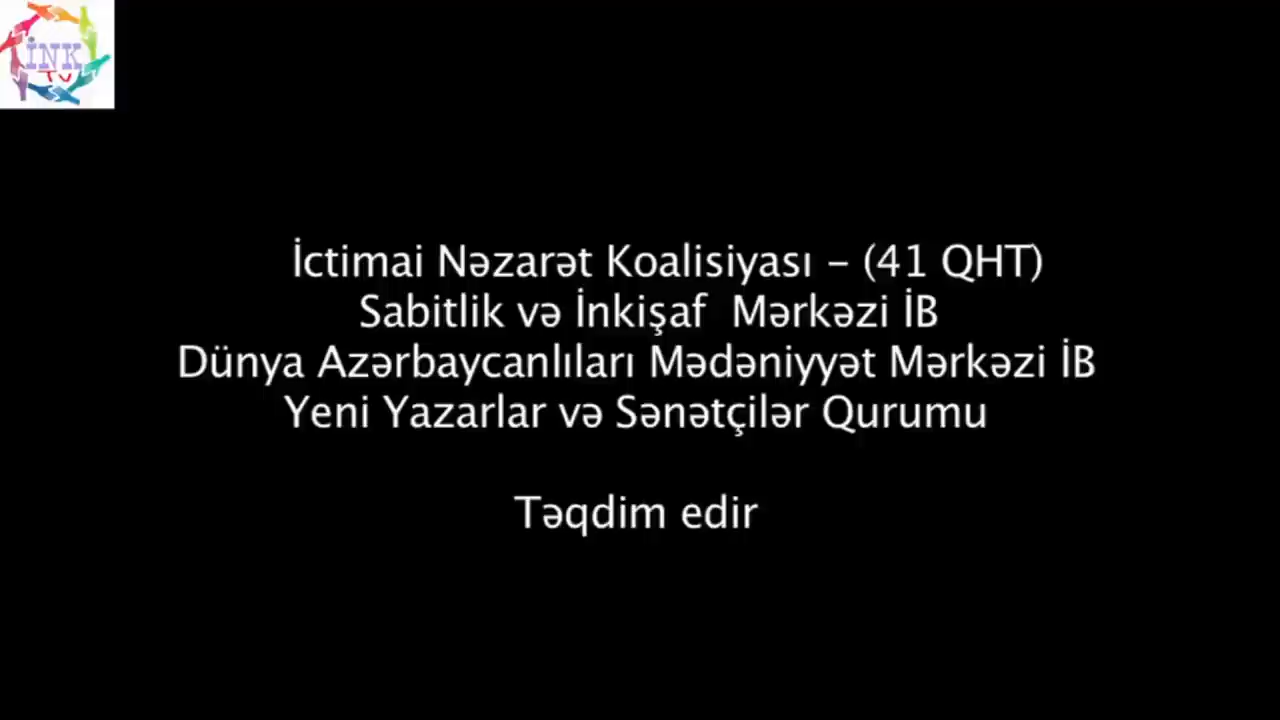 İNK
TV
İctimai Nəzarət Koalisiyası – (41 QHT)
Sabitlik və İnkişaf Mərkəzi İB
Dünya Azərbaycanlıları Mədəniyyət Mərkəzi İB
Yeni Yazarlar və Sənətçilər Qurumu
Təqdim edir